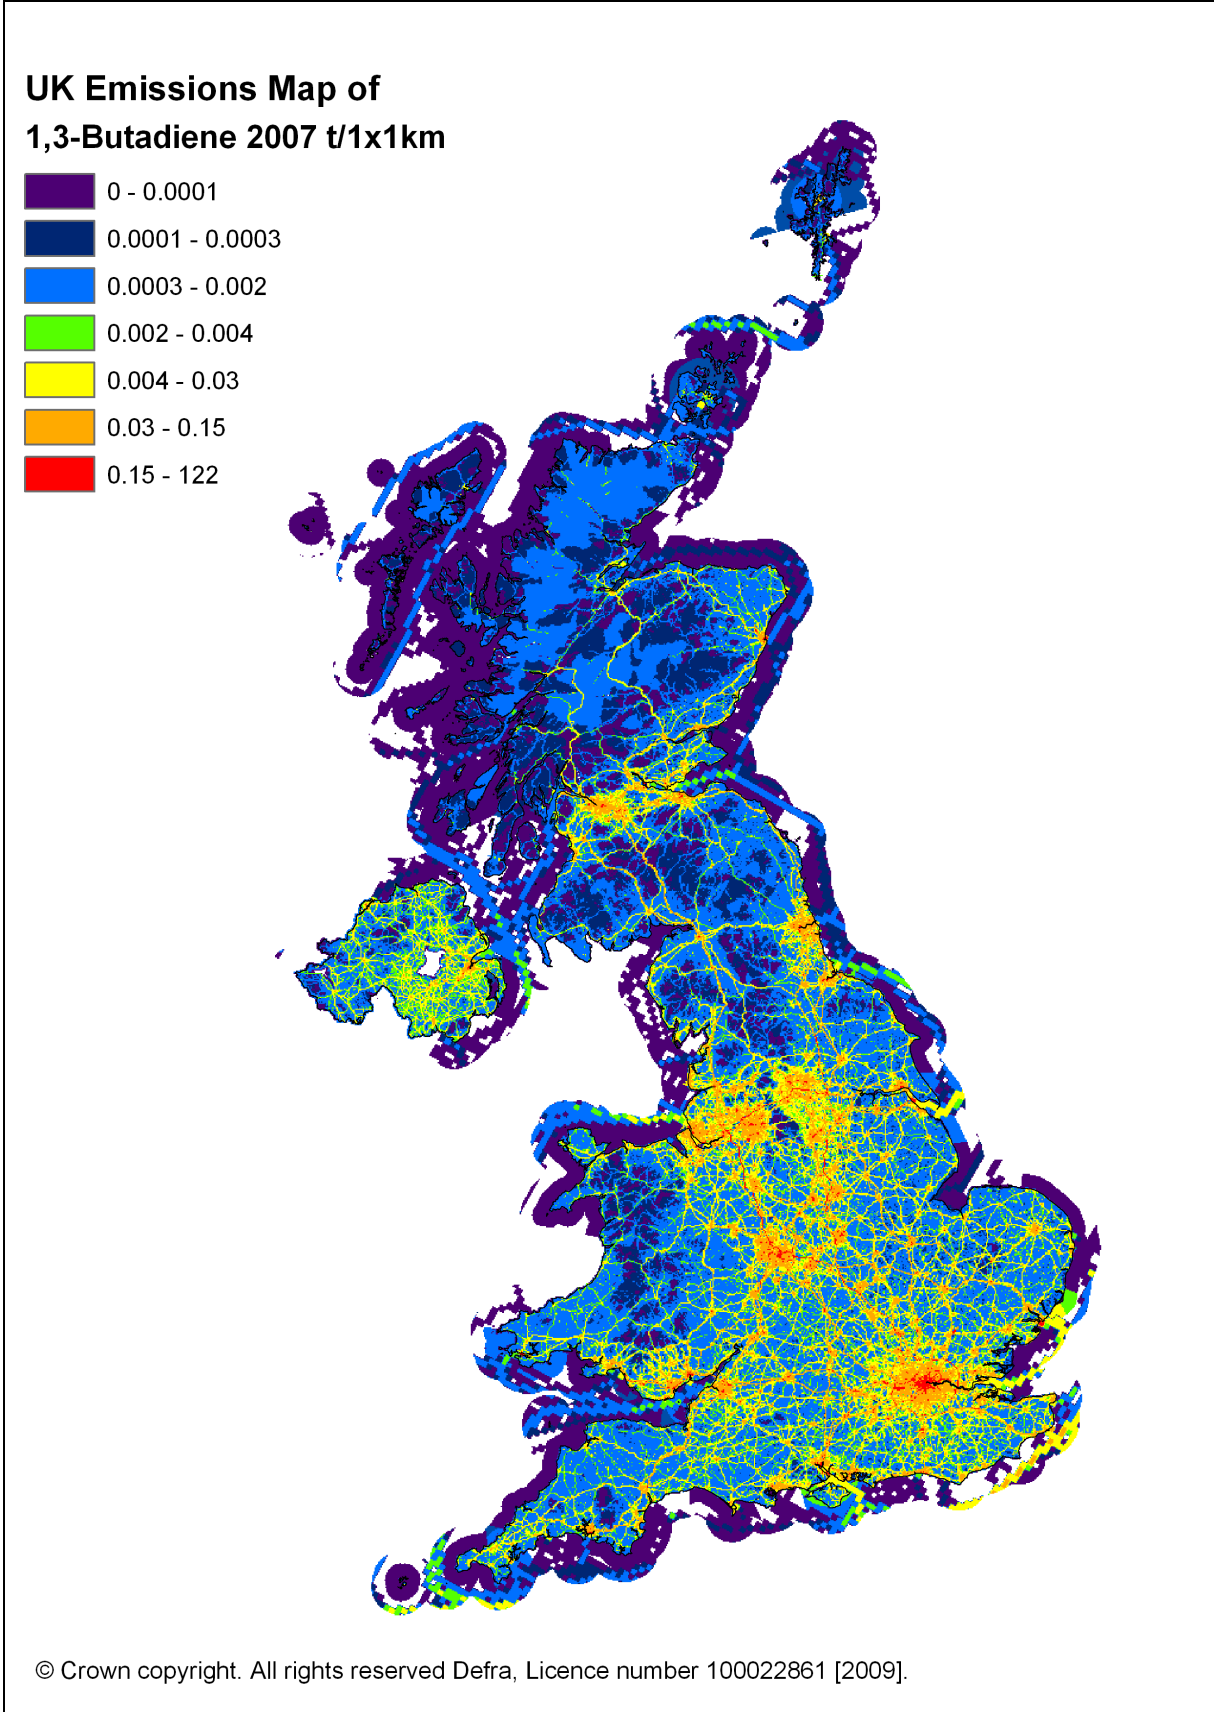 UK Emissions Map of
1,3-Butadiene 2007 t/1x1km
0 - 0.0001
0.0001 - 0.0003
0.0003 - 0.002
0.002 - 0.004
0.004 - 0.03
0.03 - 0.15
0.15 - 122
© Crown copyright. All rights reserved Defra, Licence number 100022861 [2009].